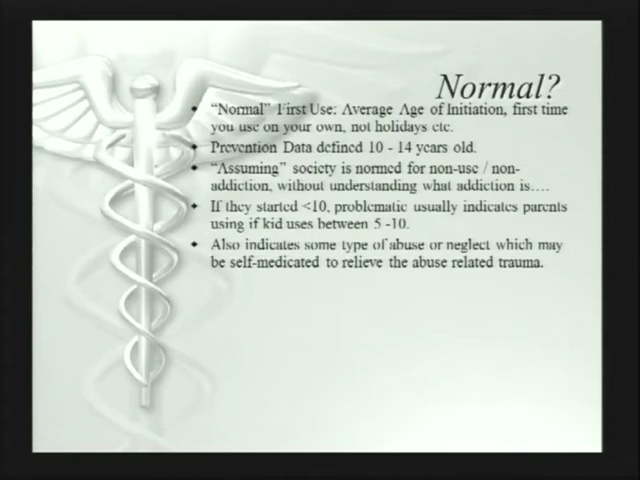 Normal?
• "Normal" First Use: Average Age of Initiation, first time
you use on your own, not holidays etc.
• Prevention Data defined 10 - 14 years old.
• "Assuming" society is normed for non-use / non-
addiction, without understanding what addiction is….
• If they started <10, problematic usually indicates parents
using if kid uses between 5 -10.
• Also indicates some type of abuse or neglect which may
be self-medicated to relieve the abuse related trauma.